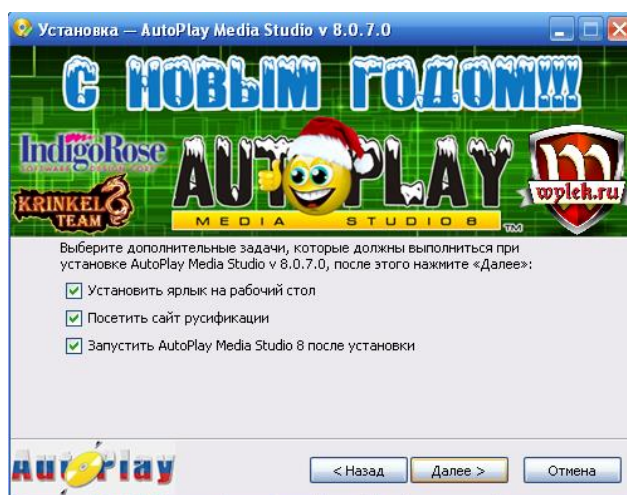 Установка — AutoPlay Media Studio v 8.0.7.0
С НОВЫМ ГОДОМ!!!
IndigoRose
SOFTWARE DESIGN CORP.
KRINKEL
TEAM
AUTOPLAY
MEDIA STUDIO 8 ™
wylek.ru
Выберите дополнительные задачи, которые должны выполниться при
установке AutoPlay Media Studio v 8.0.7.0, после этого нажмите «Далее»:
Установить ярлык на рабочий стол
Посетить сайт русификации
Запустить AutoPlay Media Studio 8 после установки
AutoPlay
< Назад
Далее >
Отмена